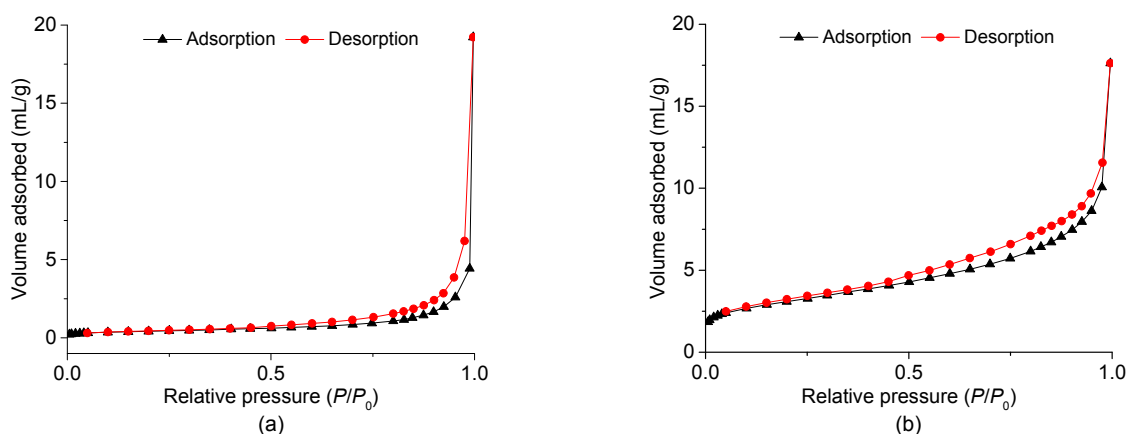 Adsorption Desorption
Volume adsorbed (mL/g)
20
15
10
5
0
0.0 0.5 1.0
Relative pressure (P/P0)
(a)
Adsorption Desorption
Volume adsorbed (mL/g)
20
15
10
5
0
0.0 0.5 1.0
Relative pressure (P/P0)
(b)